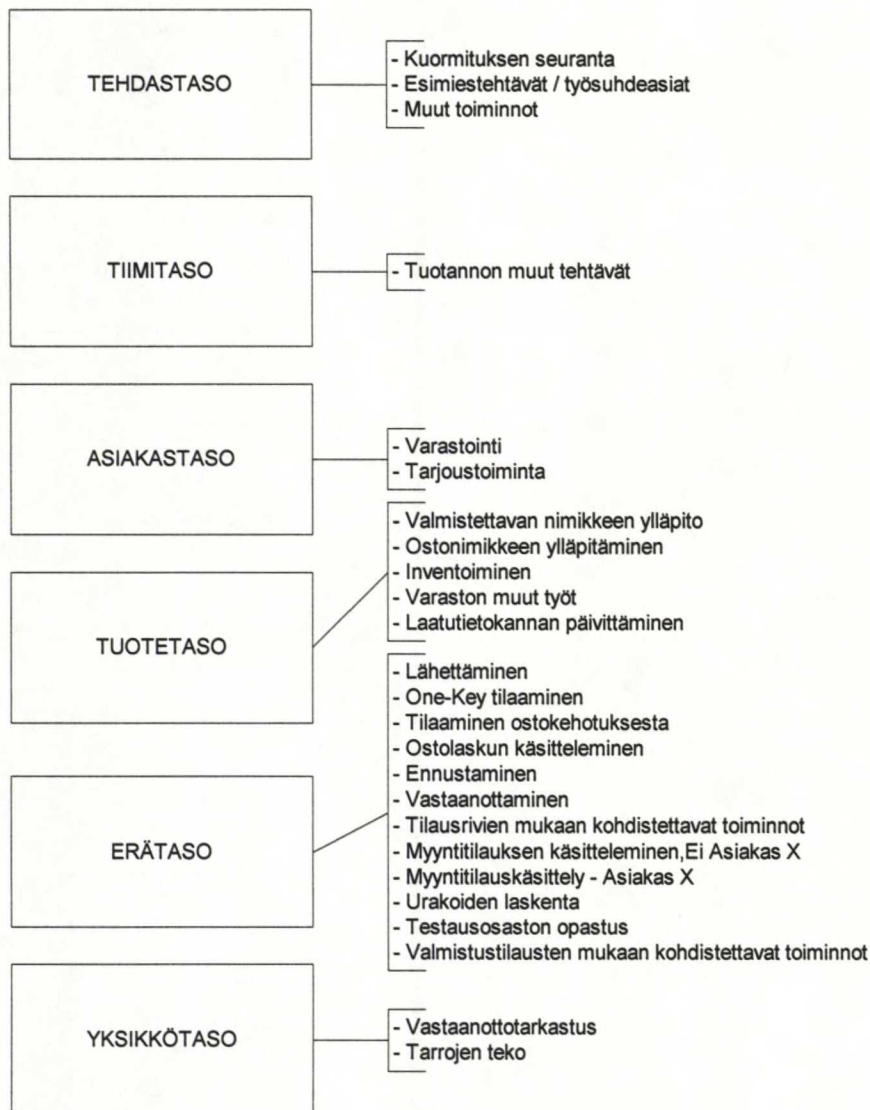 TEHDASTASO
- Kuormituksen seuranta
- Esimiestehtävät / työsuhdeasiat
- Muut toiminnot
TIIMITASO
- Tuotannon muut tehtävät
ASIAKASTASO
- Varastointi
- Tarjoustoiminta
TUOTETASO
- Valmistettavan nimikkeen ylläpito
- Ostonimikkeen ylläpitäminen
- Inventoiminen
- Varaston muut työt
- Laatutietokannan päivittäminen
ERÄTASO
- Lähettäminen
- One-Key tilaaminen
- Tilaaminen ostokehotuksesta
- Ostolaskun käsitteleminen
- Ennustaminen
- Vastaanottaminen
- Tilausrivien mukaan kohdistettavat toiminnot
- Myyntitilauksen käsitteleminen,Ei Asiakas X
- Myyntitilauskäsittely - Asiakas X
- Urakoiden laskenta
- Testausosaston opastus
- Valmistustilausten mukaan kohdistettavat toiminnot
YKSIKKÖTASO
- Vastaanottotarkastus
- Tarrojen teko